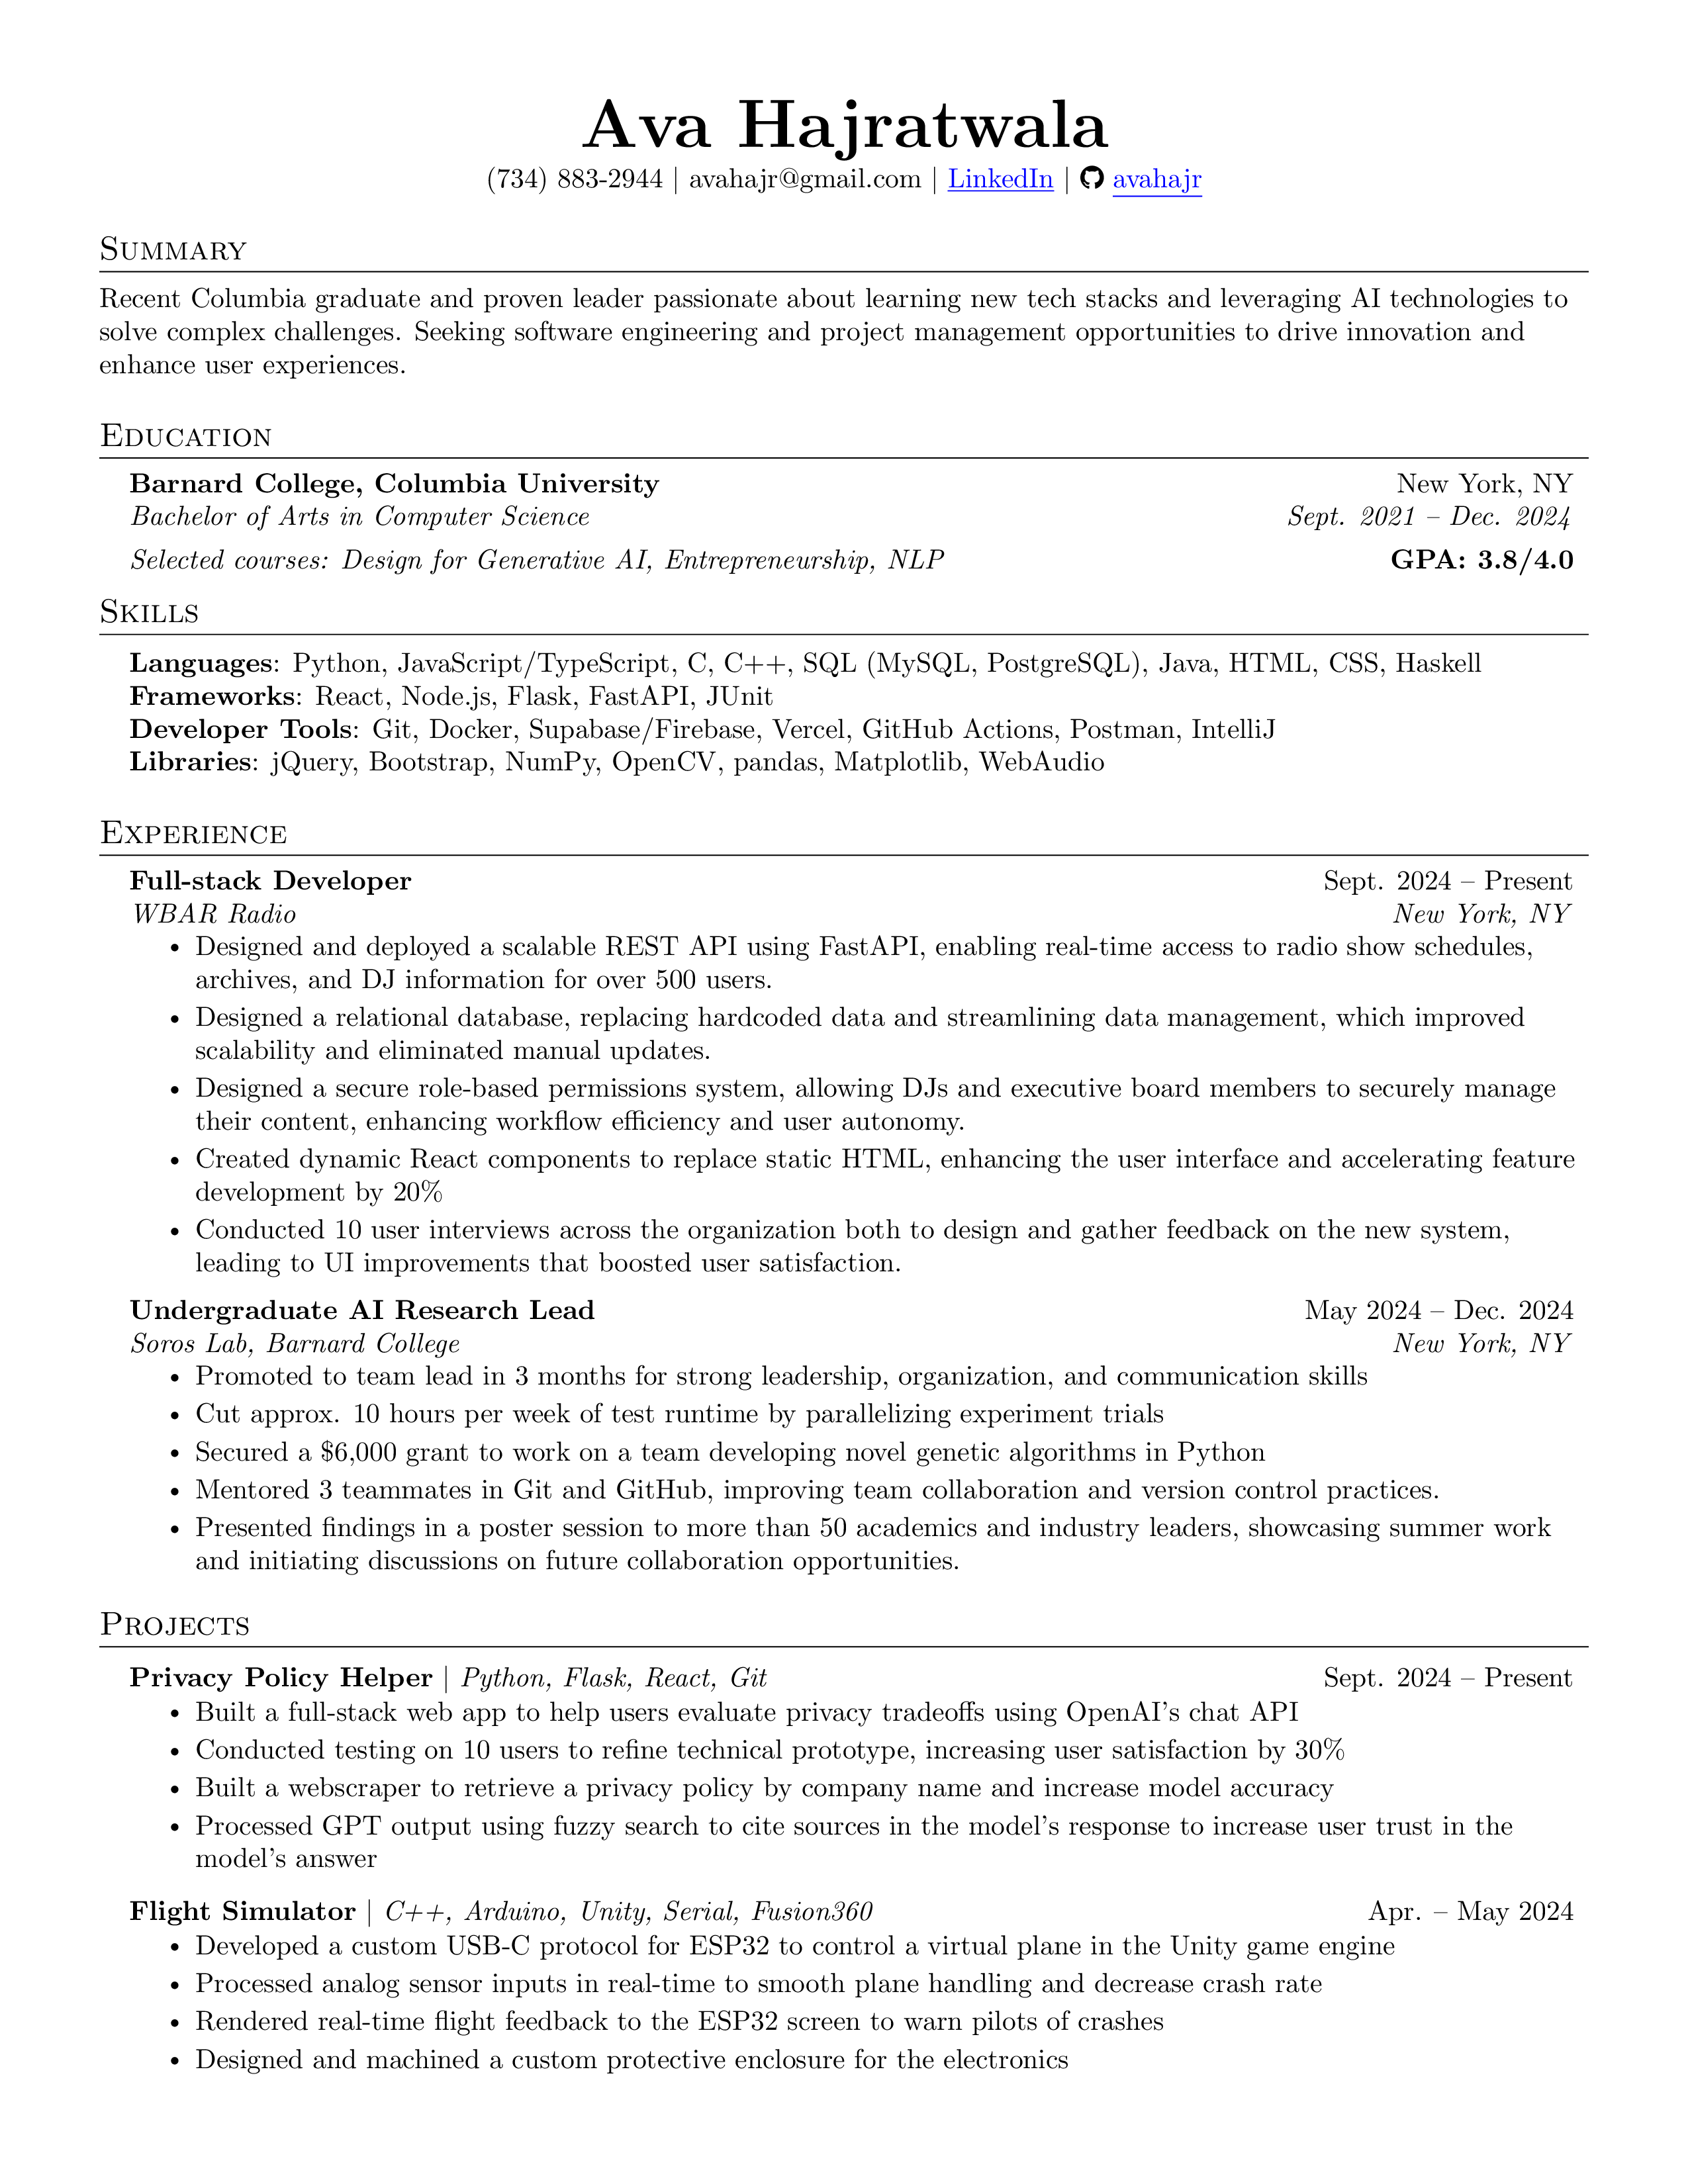 Ava Hajratwala
(734) 883-2944 | avahajr@gmail.com | LinkedIn | avahajr
Summary
Recent Columbia graduate and proven leader passionate about learning new tech stacks and leveraging AI technologies to
solve complex challenges. Seeking software engineering and project management opportunities to drive innovation and
enhance user experiences.
Education
Barnard College, Columbia University New York, NY
Bachelor of Arts in Computer Science Sept. 2021 – Dec. 2024
Selected courses: Design for Generative AI, Entrepreneurship, NLP GPA: 3.8/4.0
Skills
Languages: Python, JavaScript/TypeScript, C, C++, SQL (MySQL, PostgreSQL), Java, HTML, CSS, Haskell
Frameworks: React, Node.js, Flask, FastAPI, JUnit
Developer Tools: Git, Docker, Supabase/Firebase, Vercel, GitHub Actions, Postman, IntelliJ
Libraries: jQuery, Bootstrap, NumPy, OpenCV, pandas, Matplotlib, WebAudio
Experience
Full-stack Developer Sept. 2024 – Present
WBAR Radio New York, NY
• Designed and deployed a scalable REST API using FastAPI, enabling real-time access to radio show schedules,
archives, and DJ information for over 500 users.
• Designed a relational database, replacing hardcoded data and streamlining data management, which improved
scalability and eliminated manual updates.
• Designed a secure role-based permissions system, allowing DJs and executive board members to securely manage
their content, enhancing workflow efficiency and user autonomy.
• Created dynamic React components to replace static HTML, enhancing the user interface and accelerating feature
development by 20%
• Conducted 10 user interviews across the organization both to design and gather feedback on the new system,
leading to UI improvements that boosted user satisfaction.
Undergraduate AI Research Lead May 2024 – Dec. 2024
Soros Lab, Barnard College New York, NY
• Promoted to team lead in 3 months for strong leadership, organization, and communication skills
• Cut approx. 10 hours per week of test runtime by parallelizing experiment trials
• Secured a $6,000 grant to work on a team developing novel genetic algorithms in Python
• Mentored 3 teammates in Git and GitHub, improving team collaboration and version control practices.
• Presented findings in a poster session to more than 50 academics and industry leaders, showcasing summer work
and initiating discussions on future collaboration opportunities.
Projects
Privacy Policy Helper | Python, Flask, React, Git Sept. 2024 – Present
• Built a full-stack web app to help users evaluate privacy tradeoffs using OpenAI's chat API
• Conducted testing on 10 users to refine technical prototype, increasing user satisfaction by 30%
• Built a webscraper to retrieve a privacy policy by company name and increase model accuracy
• Processed GPT output using fuzzy search to cite sources in the model's response to increase user trust in the
model's answer
Flight Simulator | C++, Arduino, Unity, Serial, Fusion360 Apr. – May 2024
• Developed a custom USB-C protocol for ESP32 to control a virtual plane in the Unity game engine
• Processed analog sensor inputs in real-time to smooth plane handling and decrease crash rate
• Rendered real-time flight feedback to the ESP32 screen to warn pilots of crashes
• Designed and machined a custom protective enclosure for the electronics